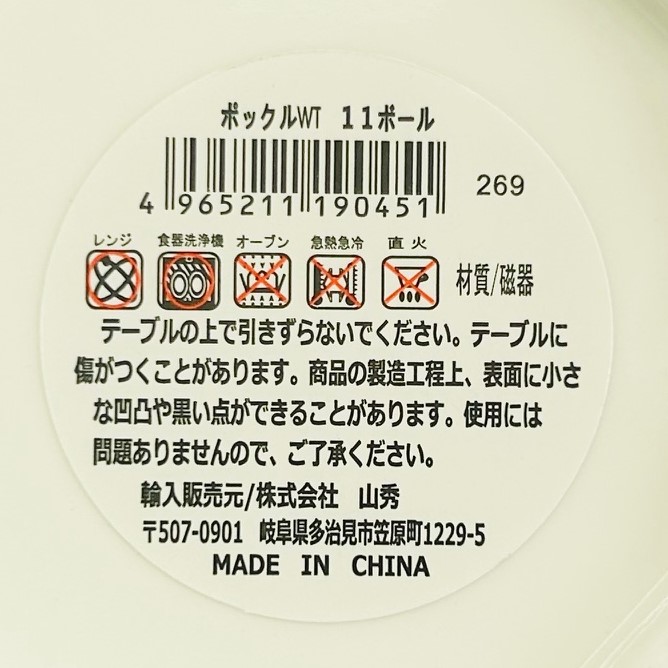 ポックルWT 11ボール
4 965211 190451
269
レンジ 食器洗浄機 オーブン 急熱急冷 直火
材質/磁器
テーブルの上で引きずらないでください。テーブルに
傷がつくことがあります。商品の製造工程上、表面に小さ
な凹凸や黒い点ができることがあります。使用には
問題ありませんので、ご了承ください。
輸入販売元/株式会社 山秀
〒507-0901 岐阜県多治見市笠原町1229-5
MADE IN CHINA